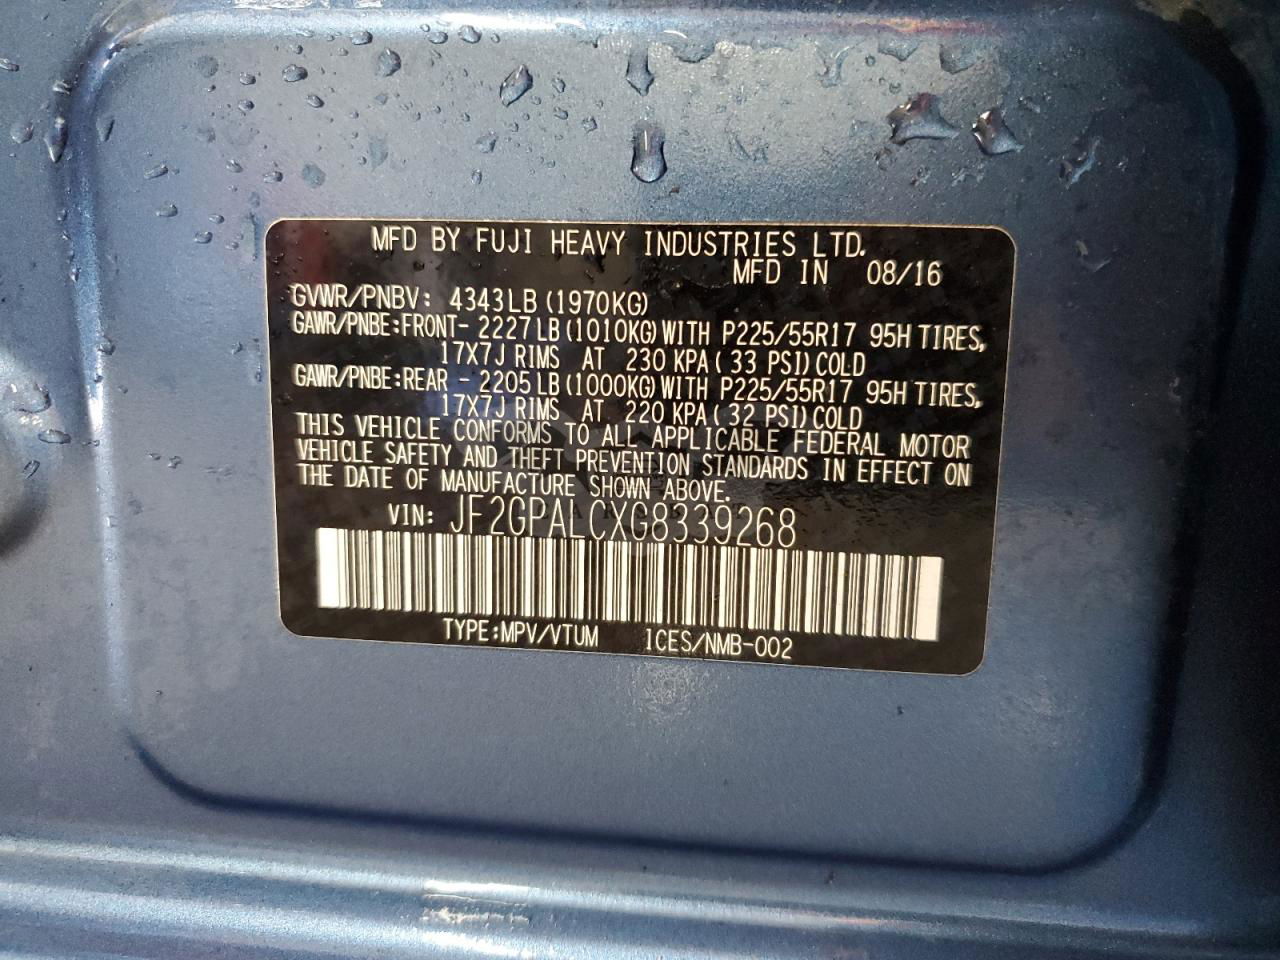 MFD BY FUJI HEAVY INDUSTRIES LTD.
MFD IN 08/16
GVWR/PNBV: 4343LB(1970KG)
GAWR/PNBE:FRONT- 2227LB(1010KG)WITH P225/55R17 95H TIRES,
17X7J RIMS AT 230 KPA( 33 PSI)COLD
GAWR/PNBE:REAR - 2205LB(1000KG)WITH P225/55R17 95H TIRES,
17X7J RIMS AT 220 KPA( 32 PSI)COLD
THIS VEHICLE CONFORMS TO ALL APPLICABLE FEDERAL MOTOR
VEHICLE SAFETY AND THEFT PREVENTION STANDARDS IN EFFECT ON
THE DATE OF MANUFACTURE SHOWN ABOVE.
VIN: JF2GPALCXG8339268
TYPE:MPV/VTUM ICES/NMB-002